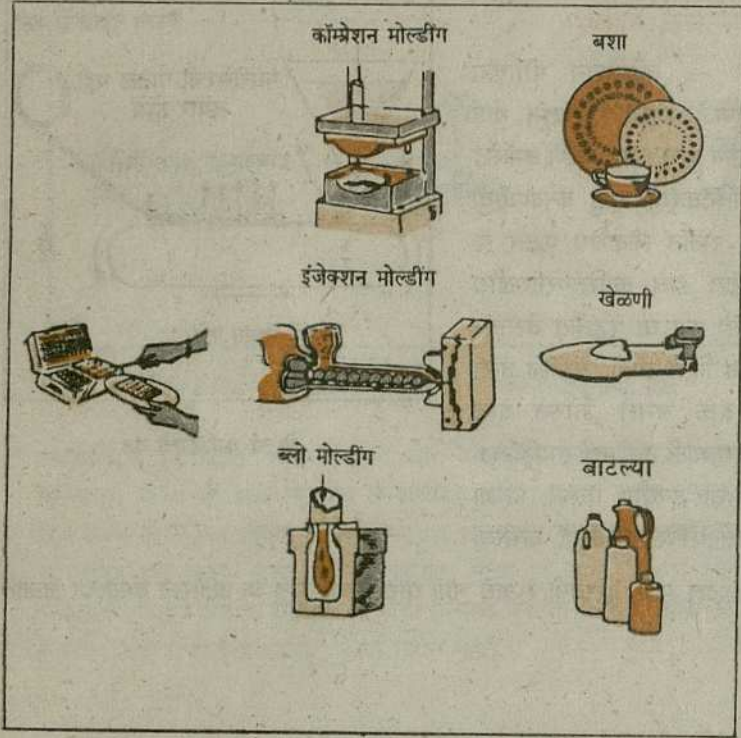 कॉम्प्रेशन मोल्डींग
बशा
इंजेक्शन मोल्डींग
खेळणी
ब्लो मोल्डींग
बाटल्या